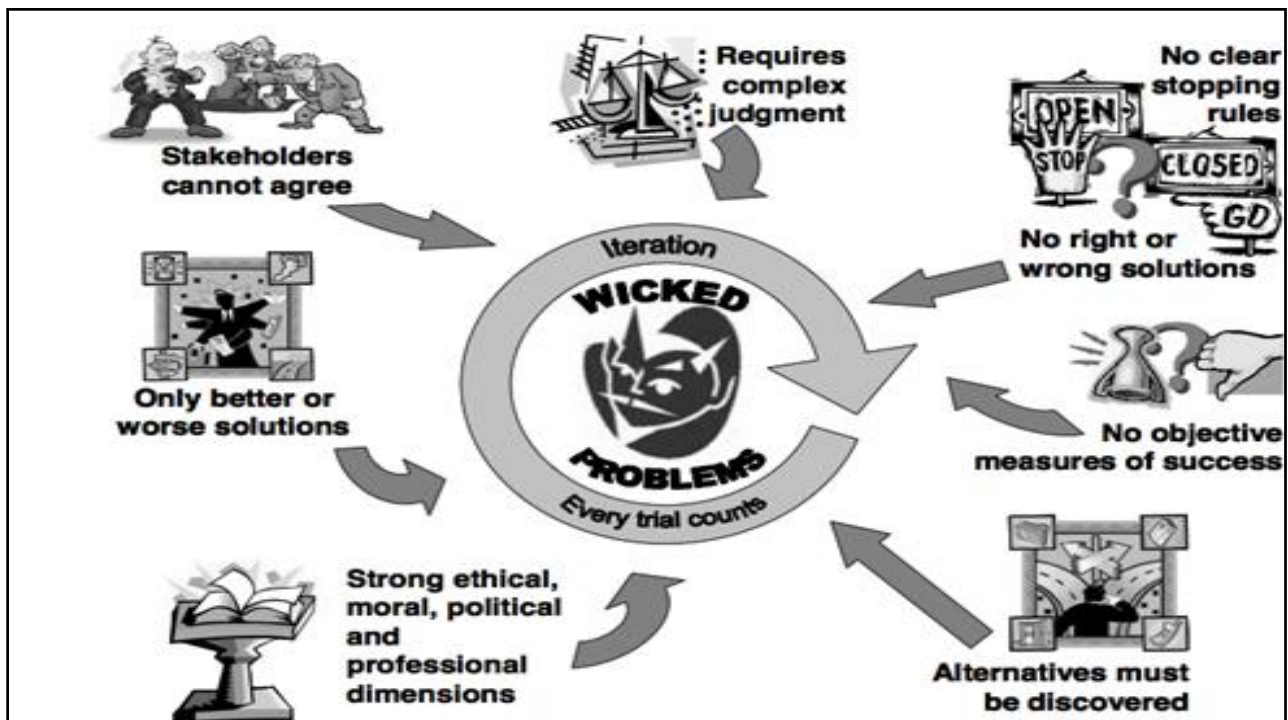 Stakeholders
cannot agree
Requires
complex
judgment
No clear
stopping
rules
OPEN
STOP
CLOSED
GO
No right or
wrong solutions
Iteration
WICKED
PROBLEMS
Every trial counts
Only better or
worse solutions
No objective
measures of success
Strong ethical,
moral, political
and
professional
dimensions
Alternatives must
be discovered